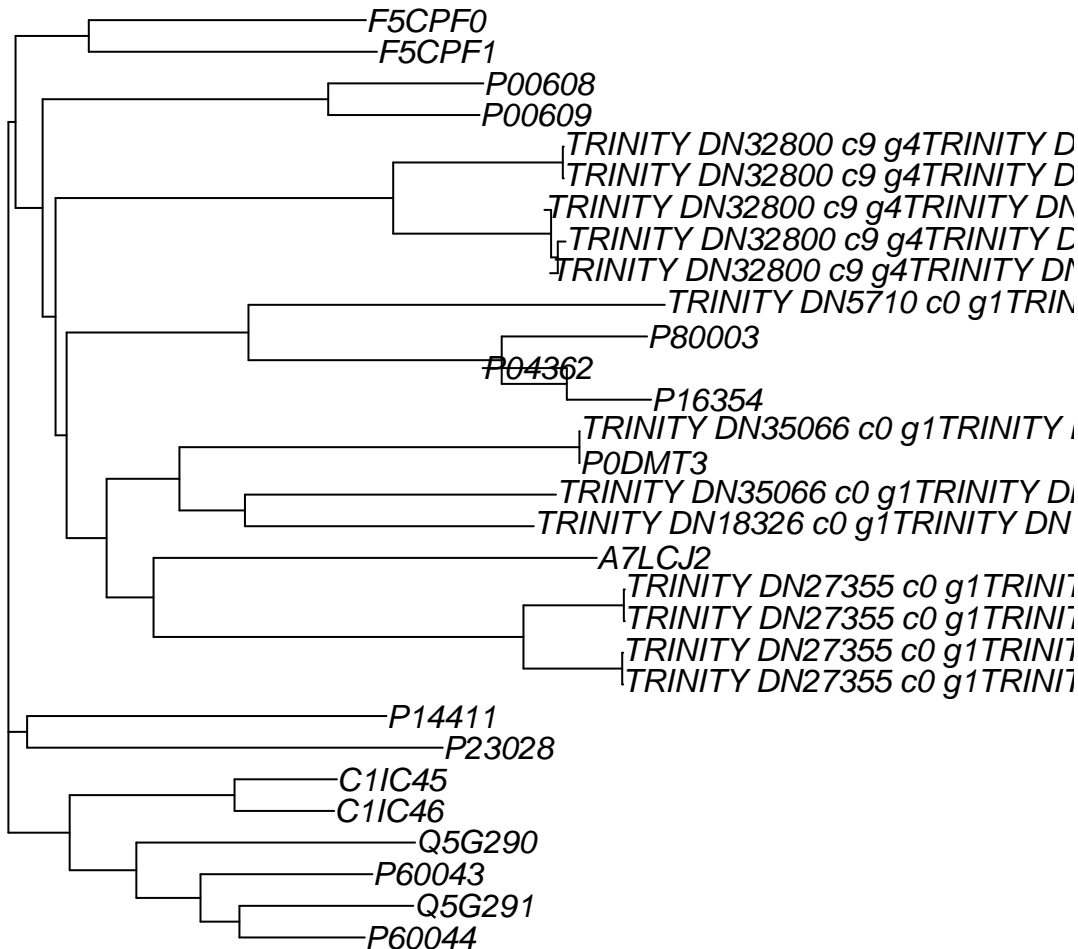 F5CPF0
F5CPF1
P00608
P00609
TRINITY DN32800 c9 g4TRINITY D
TRINITY DN32800 c9 g4TRINITY D
TRINITY DN32800 c9 g4TRINITY DN
TRINITY DN32800 c9 g4TRINITY D
TRINITY DN32800 c9 g4TRINITY DN
TRINITY DN5710 c0 g1TRIN
P80003
P04362
P16354
TRINITY DN35066 c0 g1TRINITY D
P0DMT3
TRINITY DN35066 c0 g1TRINITY DN
TRINITY DN18326 c0 g1TRINITY DN
A7LCJ2
TRINITY DN27355 c0 g1TRINIT
TRINITY DN27355 c0 g1TRINIT
TRINITY DN27355 c0 g1TRINIT
TRINITY DN27355 c0 g1TRINIT
P14411
P23028
C1IC45
C1IC46
Q5G290
P60043
Q5G291
P60044